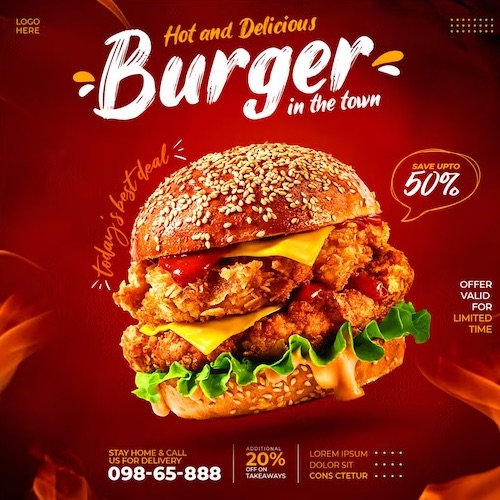 LOGO
HERE
Hot and Delicious
Burger
in the town
today's best deal
SAVE UPTO
50%
OFFER
VALID
FOR
LIMITED
TIME
STAY HOME & CALL
US FOR DELIVERY
098-65-888
ADDITIONAL
20%
OFF ON
TAKEAWAYS
LOREM IPSUM
DOLOR SIT
CONS CTETUR